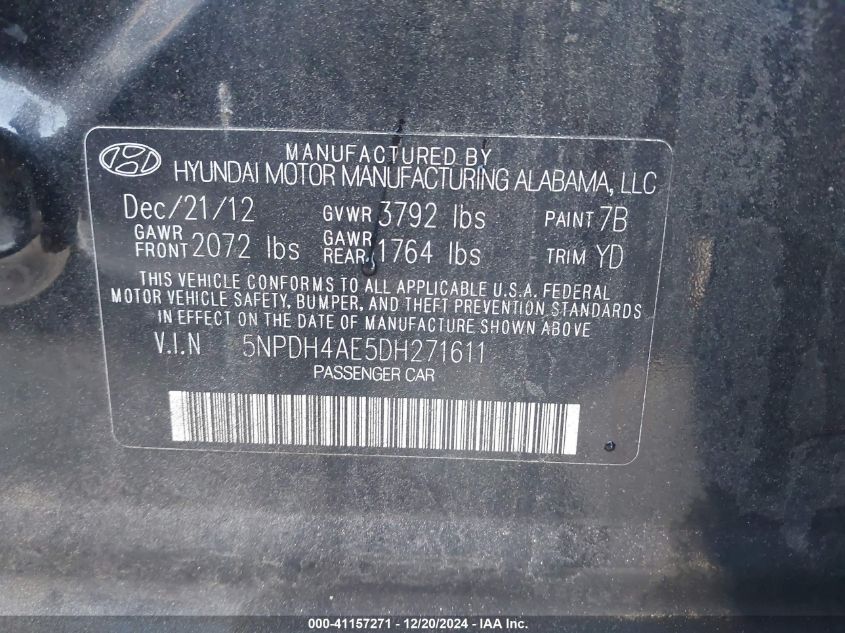 MANUFACTURED BY
HYUNDAI MOTOR MANUFACTURING ALABAMA, LLC
Dec/21/12 GVWR 3792 lbs PAINT 7B
GAWR FRONT 2072 lbs GAWR REAR 1764 lbs TRIM YD
THIS VEHICLE CONFORMS TO ALL APPLICABLE U.S.A. FEDERAL
MOTOR VEHICLE SAFETY, BUMPER, AND THEFT PREVENTION STANDARDS
IN EFFECT ON THE DATE OF MANUFACTURE SHOWN ABOVE
V.I.N 5NPDH4AE5DH271611
PASSENGER CAR
000-41157271 - 12/20/2024 - IAA Inc.